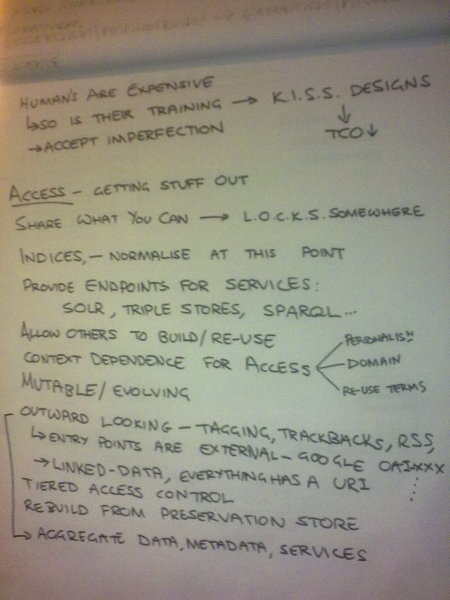 HUMAN'S ARE EXPENSIVE
↳SO IS THEIR TRAINING → K.I.S.S. DESIGNS
→ACCEPT IMPERFECTION
↓
TCO↓
ACCESS – GETTING STUFF OUT
SHARE WHAT YOU CAN → L.O.C.K.S. SOMEWHERE
INDICES, – NORMALISE AT THIS POINT
PROVIDE ENDPOINTS FOR SERVICES:
SOLR, TRIPLE STORES, SPARQL...
ALLOW OTHERS TO BUILD/RE-USE
CONTEXT DEPENDENCE FOR ACCESS
PERSONALISN
DOMAIN
RE-USE TERMS
MUTABLE/EVOLVING
OUTWARD LOOKING – TAGGING, TRACKBACKS, RSS,
↳ENTRY POINTS ARE EXTERNAL – GOOGLE OAI-XXX
→LINKED-DATA, EVERYTHING HAS A URI
TIERED ACCESS CONTROL
REBUILD FROM PRESERVATION STORE
→ AGGREGATE DATA, METADATA, SERVICES